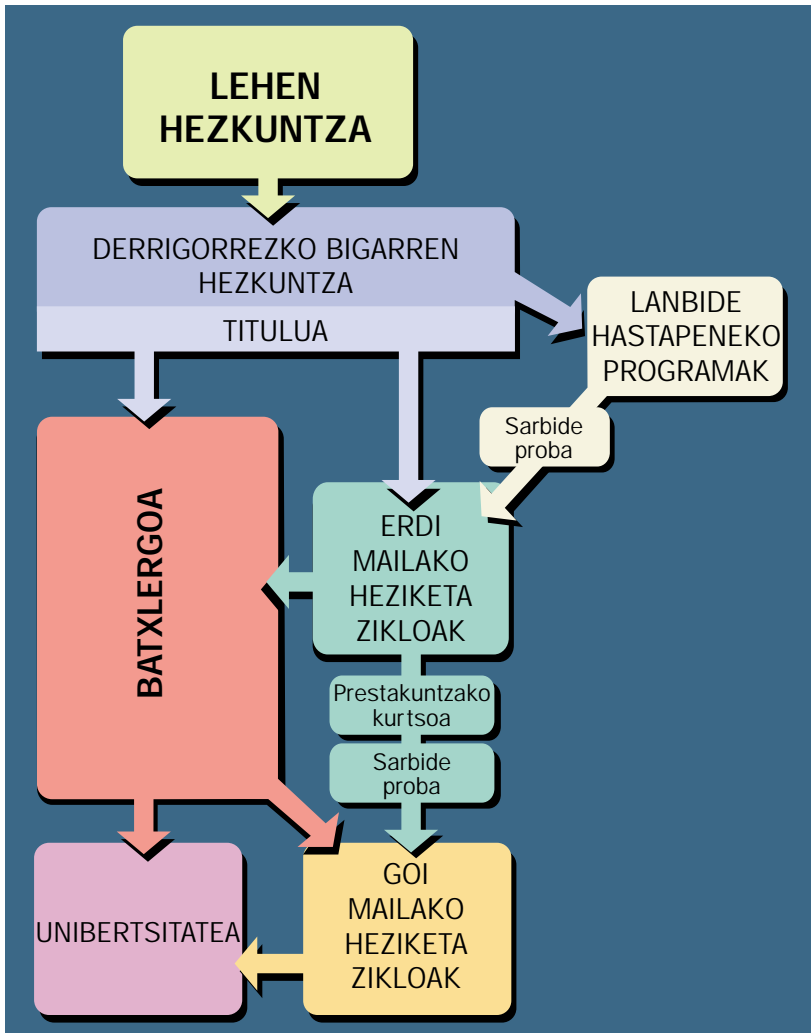 LEHEN
HEZKUNTZA
DERRIGORREZKO BIGARREN
HEZKUNTZA
TITULUA
LANBIDE
HASTAPENEKO
PROGRAMAK
Sarbide
proba
BATXLERGOA
ERDI
MAILAKO
HEZIKETA
ZIKLOAK
Prestakuntzako
kurtsoa
Sarbide
proba
UNIBERTSITATEA
GOI
MAILAKO
HEZIKETA
ZIKLOAK